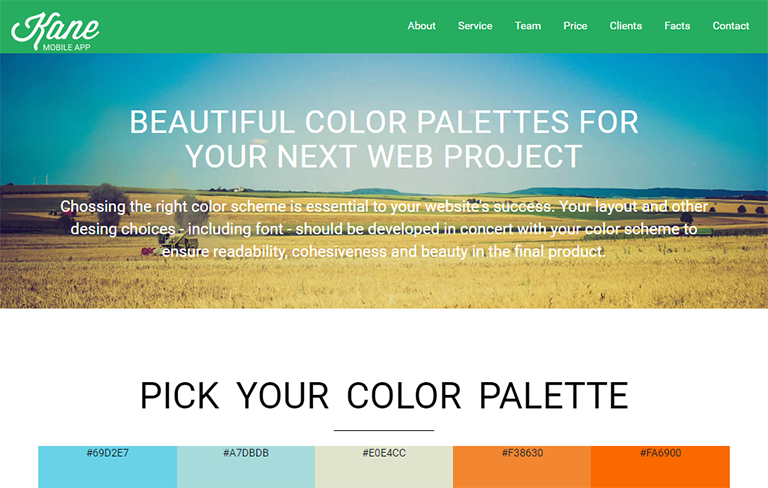 Kane
MOBILE APP
About Service Team Price Clients Facts Contact
BEAUTIFUL COLOR PALETTES FOR
YOUR NEXT WEB PROJECT
Chossing the right color scheme is essential to your website's success. Your layout and other
desing choices - including font - should be developed in concert with your color scheme to
ensure readability, cohesiveness and beauty in the final product.
PICK YOUR COLOR PALETTE
#69D2E7 #A7DBDB #E0E4CC #F38630 #FA6900